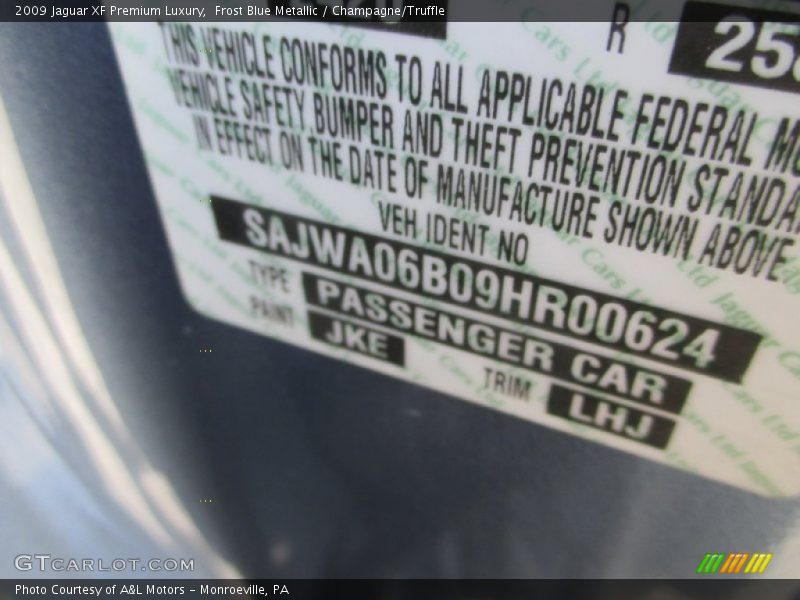 2009 Jaguar XF Premium Luxury, Frost Blue Metallic / Champagne/Truffle
R
THIS VEHICLE CONFORMS TO ALL APPLICABLE FEDERAL
VEHICLE SAFETY, BUMPER AND THEFT PREVENTION
IN EFFECT ON THE DATE OF MANUFACTURE SHOWN ABOVE
VEH IDENT NO
SAJWA06B09HR00624
TYPE PASSENGER CAR
PAINT JKE TRIM LHJ
GTCARLOT.COM
Photo Courtesy of A&L Motors - Monroeville, PA